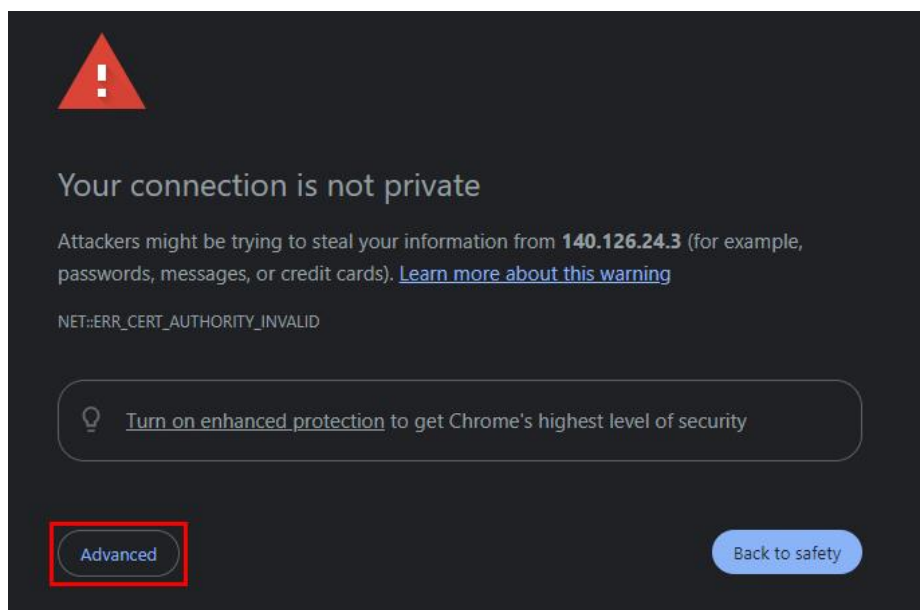 Your connection is not private
Attackers might be trying to steal your information from 140.126.24.3 (for example,
passwords, messages, or credit cards). Learn more about this warning
NET::ERR_CERT_AUTHORITY_INVALID
Turn on enhanced protection to get Chrome's highest level of security
Advanced
Back to safety